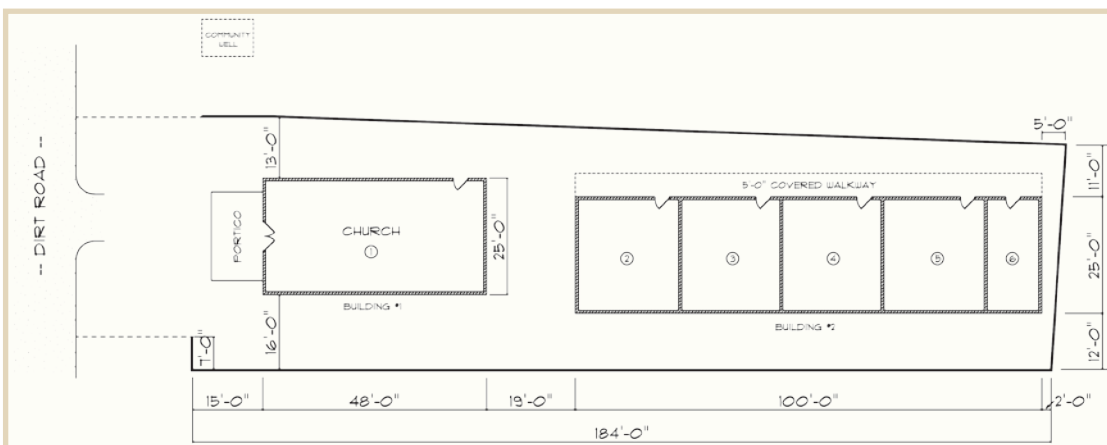 COMMUNITY
WELL
5'-0"
-- DIRT ROAD --
13'-0"
11'-0"
5'-0" COVERED WALKWAY
PORTICO
CHURCH
1
25'-0"
2
3
4
5
6
25'-0"
BUILDING #1
BUILDING #2
7'-0"
16'-0"
12'-0"
15'-0"
48'-0"
19'-0"
100'-0"
2'-0"
184'-0"